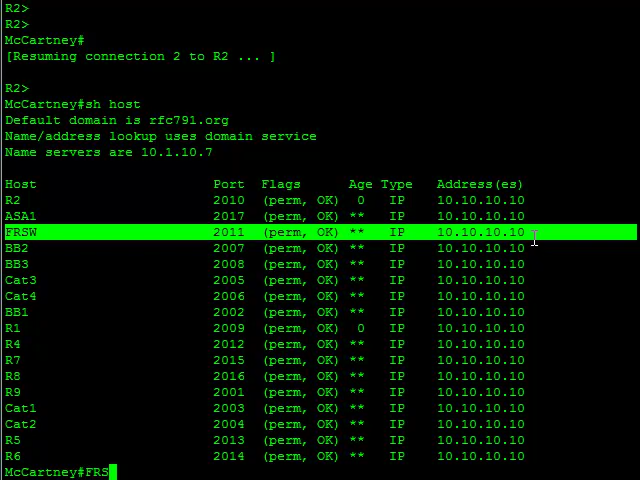 R2>
R2>
McCartney#
[Resuming connection 2 to R2 ... ]
R2>
McCartney#sh host
Default domain is rfc791.org
Name/address lookup uses domain service
Name servers are 10.1.10.7
Host Port Flags Age Type Address(es)
R2 2010 (perm, OK) 0 IP 10.10.10.10
ASA1 2017 (perm, OK) ** IP 10.10.10.10
FRSW 2011 (perm, OK) ** IP 10.10.10.10
BB2 2007 (perm, OK) ** IP 10.10.10.10
BB3 2008 (perm, OK) ** IP 10.10.10.10
Cat3 2005 (perm, OK) ** IP 10.10.10.10
Cat4 2006 (perm, OK) ** IP 10.10.10.10
BB1 2002 (perm, OK) ** IP 10.10.10.10
R1 2009 (perm, OK) 0 IP 10.10.10.10
R4 2012 (perm, OK) ** IP 10.10.10.10
R7 2015 (perm, OK) ** IP 10.10.10.10
R8 2016 (perm, OK) ** IP 10.10.10.10
R9 2001 (perm, OK) ** IP 10.10.10.10
Cat1 2003 (perm, OK) ** IP 10.10.10.10
Cat2 2004 (perm, OK) ** IP 10.10.10.10
R5 2013 (perm, OK) ** IP 10.10.10.10
R6 2014 (perm, OK) ** IP 10.10.10.10
McCartney#FRS